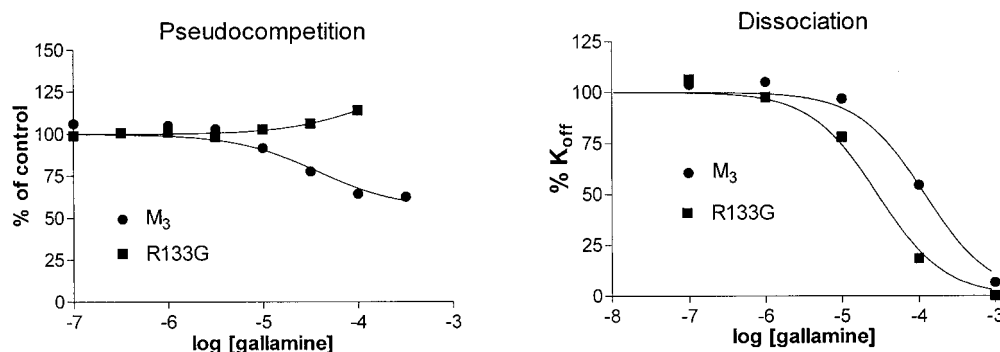 Pseudocompetition
150
125
100
75
50
25
0
% of control
M3
R133G
-7
-6
-5
-4
-3
log [gallamine]
Dissociation
125
100
75
50
25
0
% Koff
M3
R133G
-8
-7
-6
-5
-4
-3
log [gallamine]